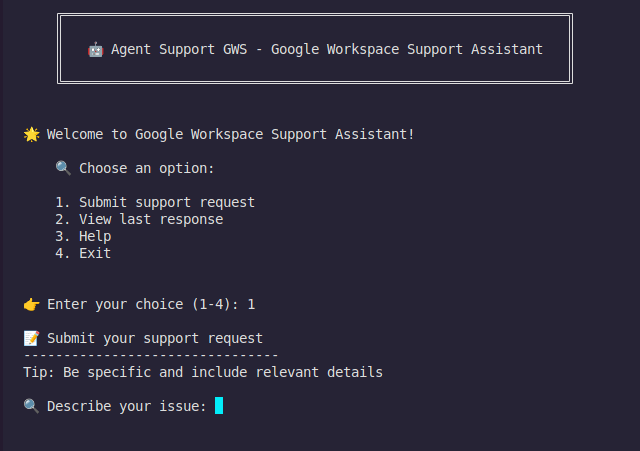 🤖 Agent Support GWS - Google Workspace Support Assistant
🌟 Welcome to Google Workspace Support Assistant!
🔍 Choose an option:
1. Submit support request
2. View last response
3. Help
4. Exit
👉 Enter your choice (1-4): 1
📝 Submit your support request
--------------------------------
Tip: Be specific and include relevant details
🔍 Describe your issue: